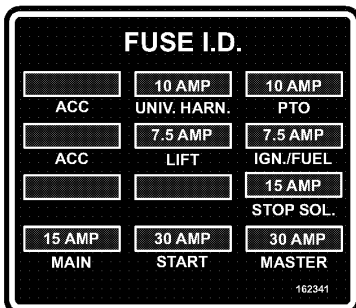 FUSE I.D.
10 AMP 10 AMP
ACC UNIV. HARN. PTO
7.5 AMP 7.5 AMP
ACC LIFT IGN./FUEL
15 AMP
STOP SOL.
15 AMP 30 AMP 30 AMP
MAIN START MASTER
162341